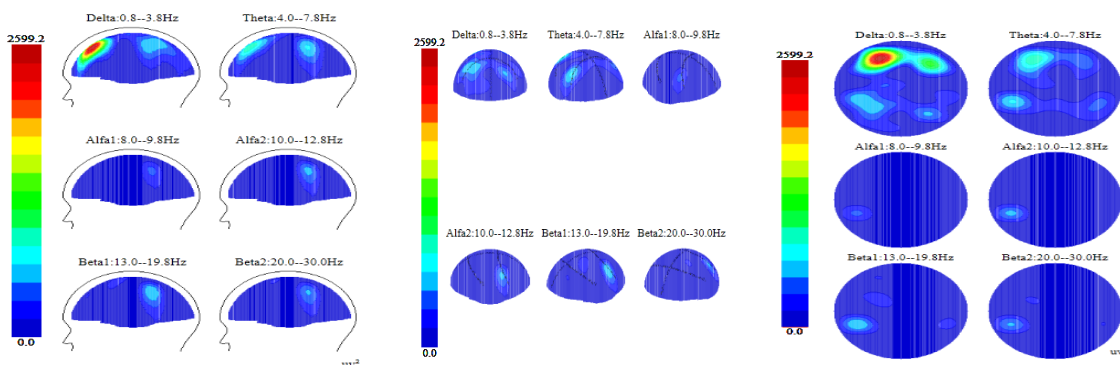 Delta:0.8--3.8Hz Theta:4.0--7.8Hz
2599.2
Alfa1:8.0--9.8Hz Alfa2:10.0--12.8Hz
Beta1:13.0--19.8Hz Beta2:20.0--30.0Hz
0.0
uv²
2599.2
Delta:0.8--3.8Hz Theta:4.0--7.8Hz Alfa1:8.0--9.8Hz
Alfa2:10.0--12.8Hz Beta1:13.0--19.8Hz Beta2:20.0--30.0Hz
0.0
Delta:0.8--3.8Hz Theta:4.0--7.8Hz
2599.2
Alfa1:8.0--9.8Hz Alfa2:10.0--12.8Hz
Beta1:13.0--19.8Hz Beta2:20.0--30.0Hz
0.0
uv